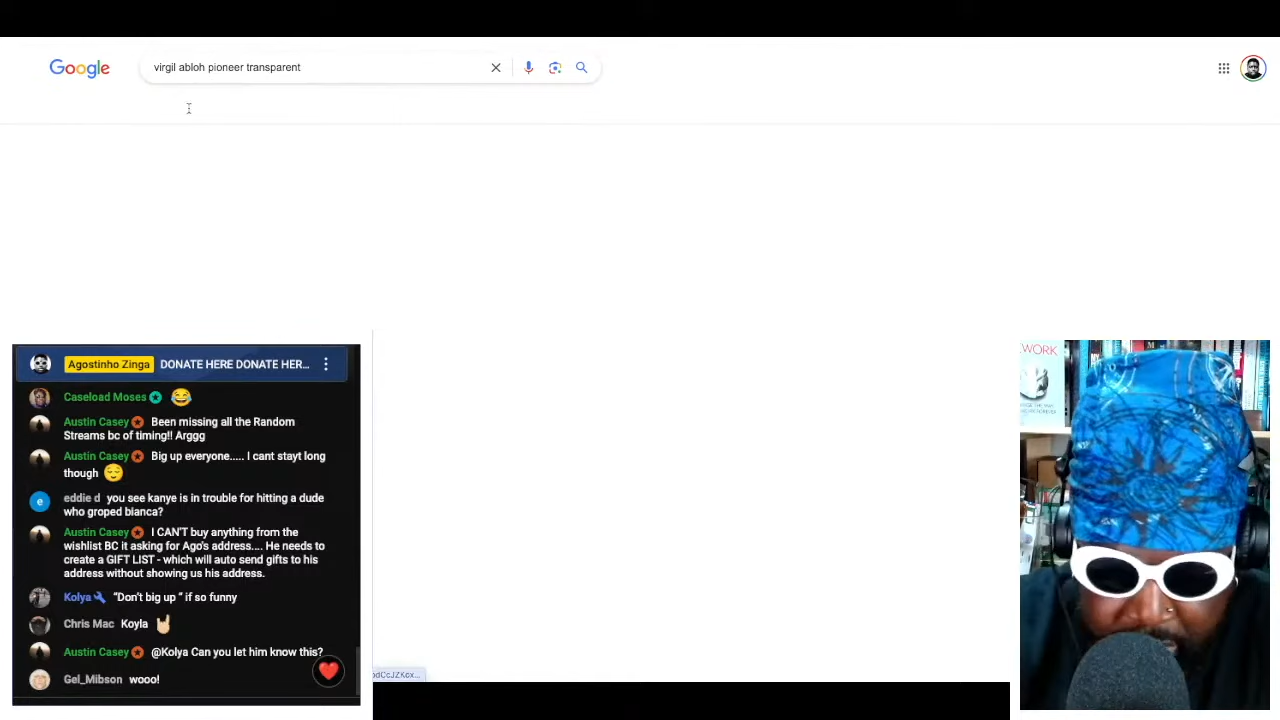 Google
virgil abloh pioneer transparent
Agostinho Zinga DONATE HERE DONATE HER...
Caseload Moses
Austin Casey Been missing all the Random
Streams bc of timing!! Arggg
Austin Casey Big up everyone..... I cant stayt long
though
e eddie d you see kanye is in trouble for hitting a dude
who groped bianca?
Austin Casey I CAN'T buy anything from the
wishlist BC it asking for Ago's address.... He needs to
create a GIFT LIST - which will auto send gifts to his
address without showing us his address.
Kolya "Don't big up " if so funny
Chris Mac Koyla
Austin Casey @Kolya Can you let him know this?
Gel_Mibson wooo!
WORK